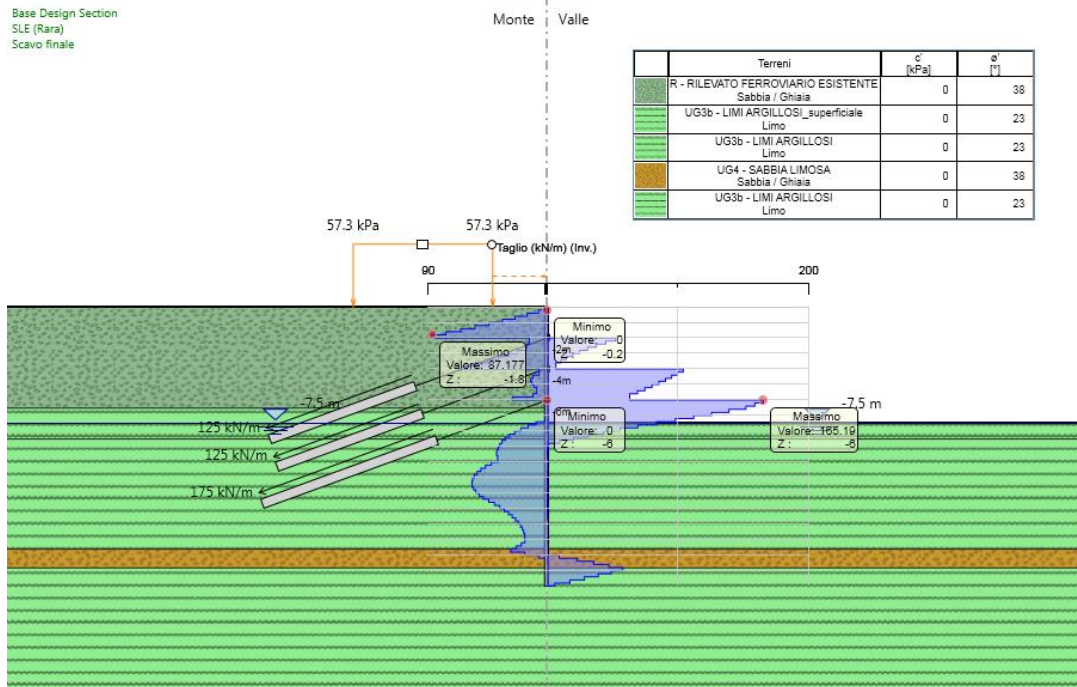 Base Design Section
SLE (Rara)
Scavo finale
Monte
Valle
Terreni c' [kPa] ø' [°]
R - RILEVATO FERROVIARIO ESISTENTE
Sabbia / Ghiaia
0 38
UG3b - LIMI ARGILLOSI_superficiale
Limo
0 23
UG3b - LIMI ARGILLOSI
Limo
0 23
UG4 - SABBIA LIMOSA
Sabbia / Ghiaia
0 38
UG3b - LIMI ARGILLOSI
Limo
0 23
57.3 kPa
57.3 kPa
Taglio (kN/m) (Inv.)
90
200
Minimo
Valore: 0
Z : -0.2
-2m
Massimo
Valore: 87.177
Z : -1.8
-4m
-7,5 m
-7,5 m
-6m
Minimo
Valore: 0
Z : -6
Massimo
Valore: 165.19
Z : -6
125 kN/m
125 kN/m
175 kN/m